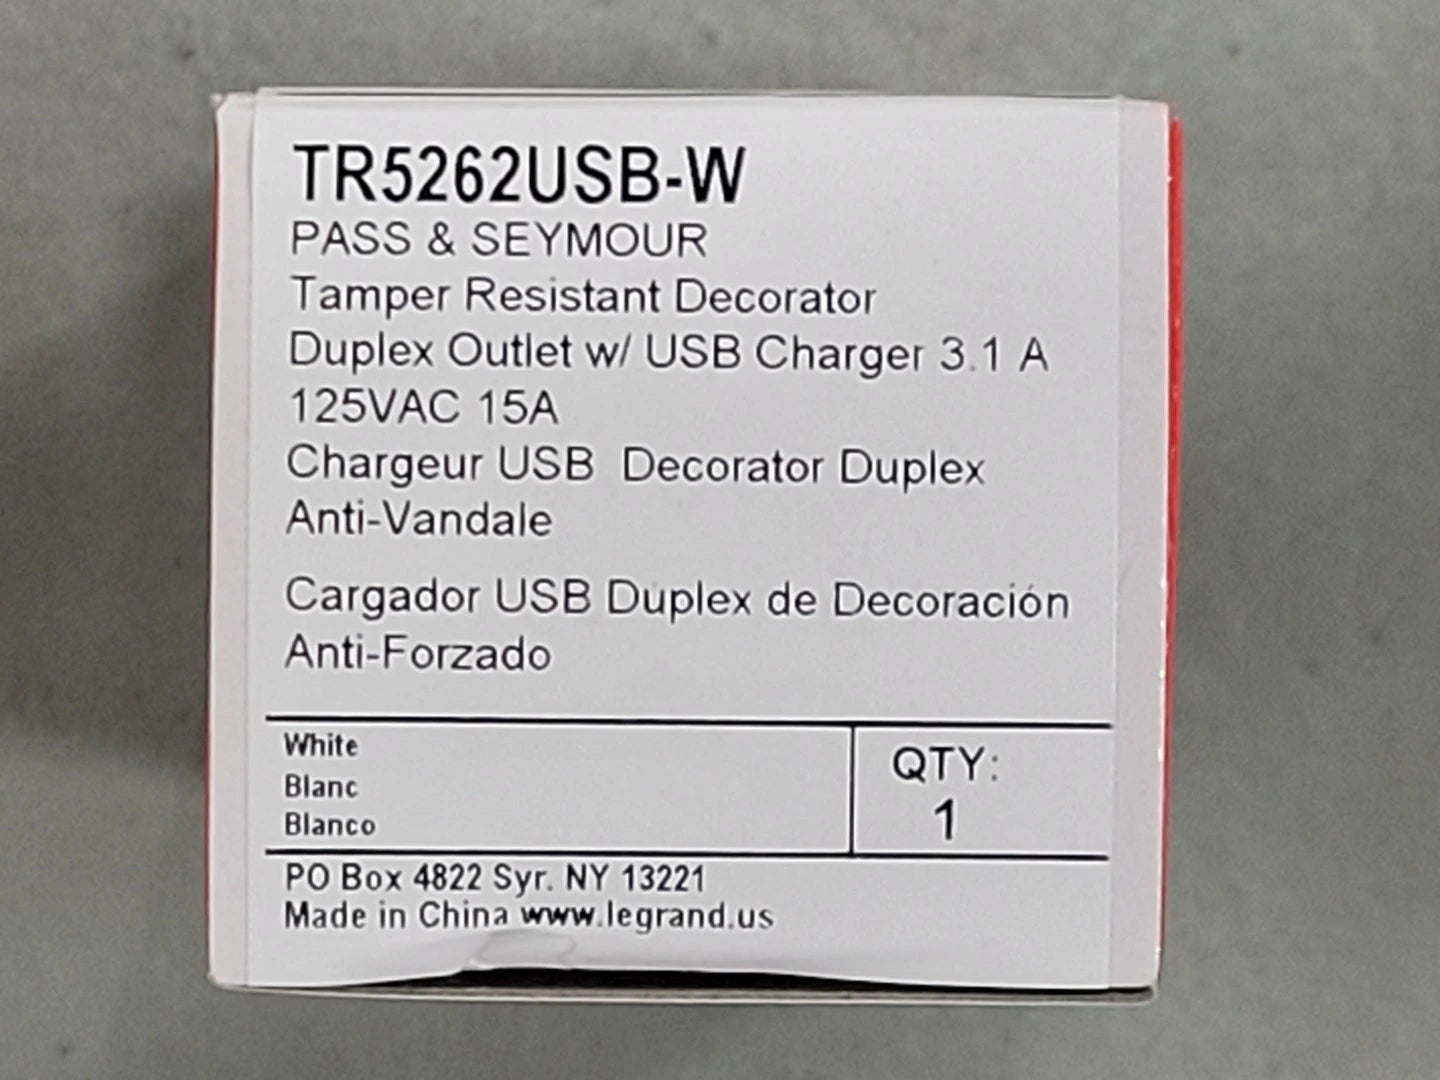 TR5262USB-W
PASS & SEYMOUR
Tamper Resistant Decorator
Duplex Outlet w/ USB Charger 3.1 A
125VAC 15A
Chargeur USB  Decorator Duplex
Anti-Vandale
Cargador USB Duplex de Decoración
Anti-Forzado
White
Blanc
Blanco
QTY:
1
PO Box 4822 Syr. NY 13221
Made in China www.legrand.us